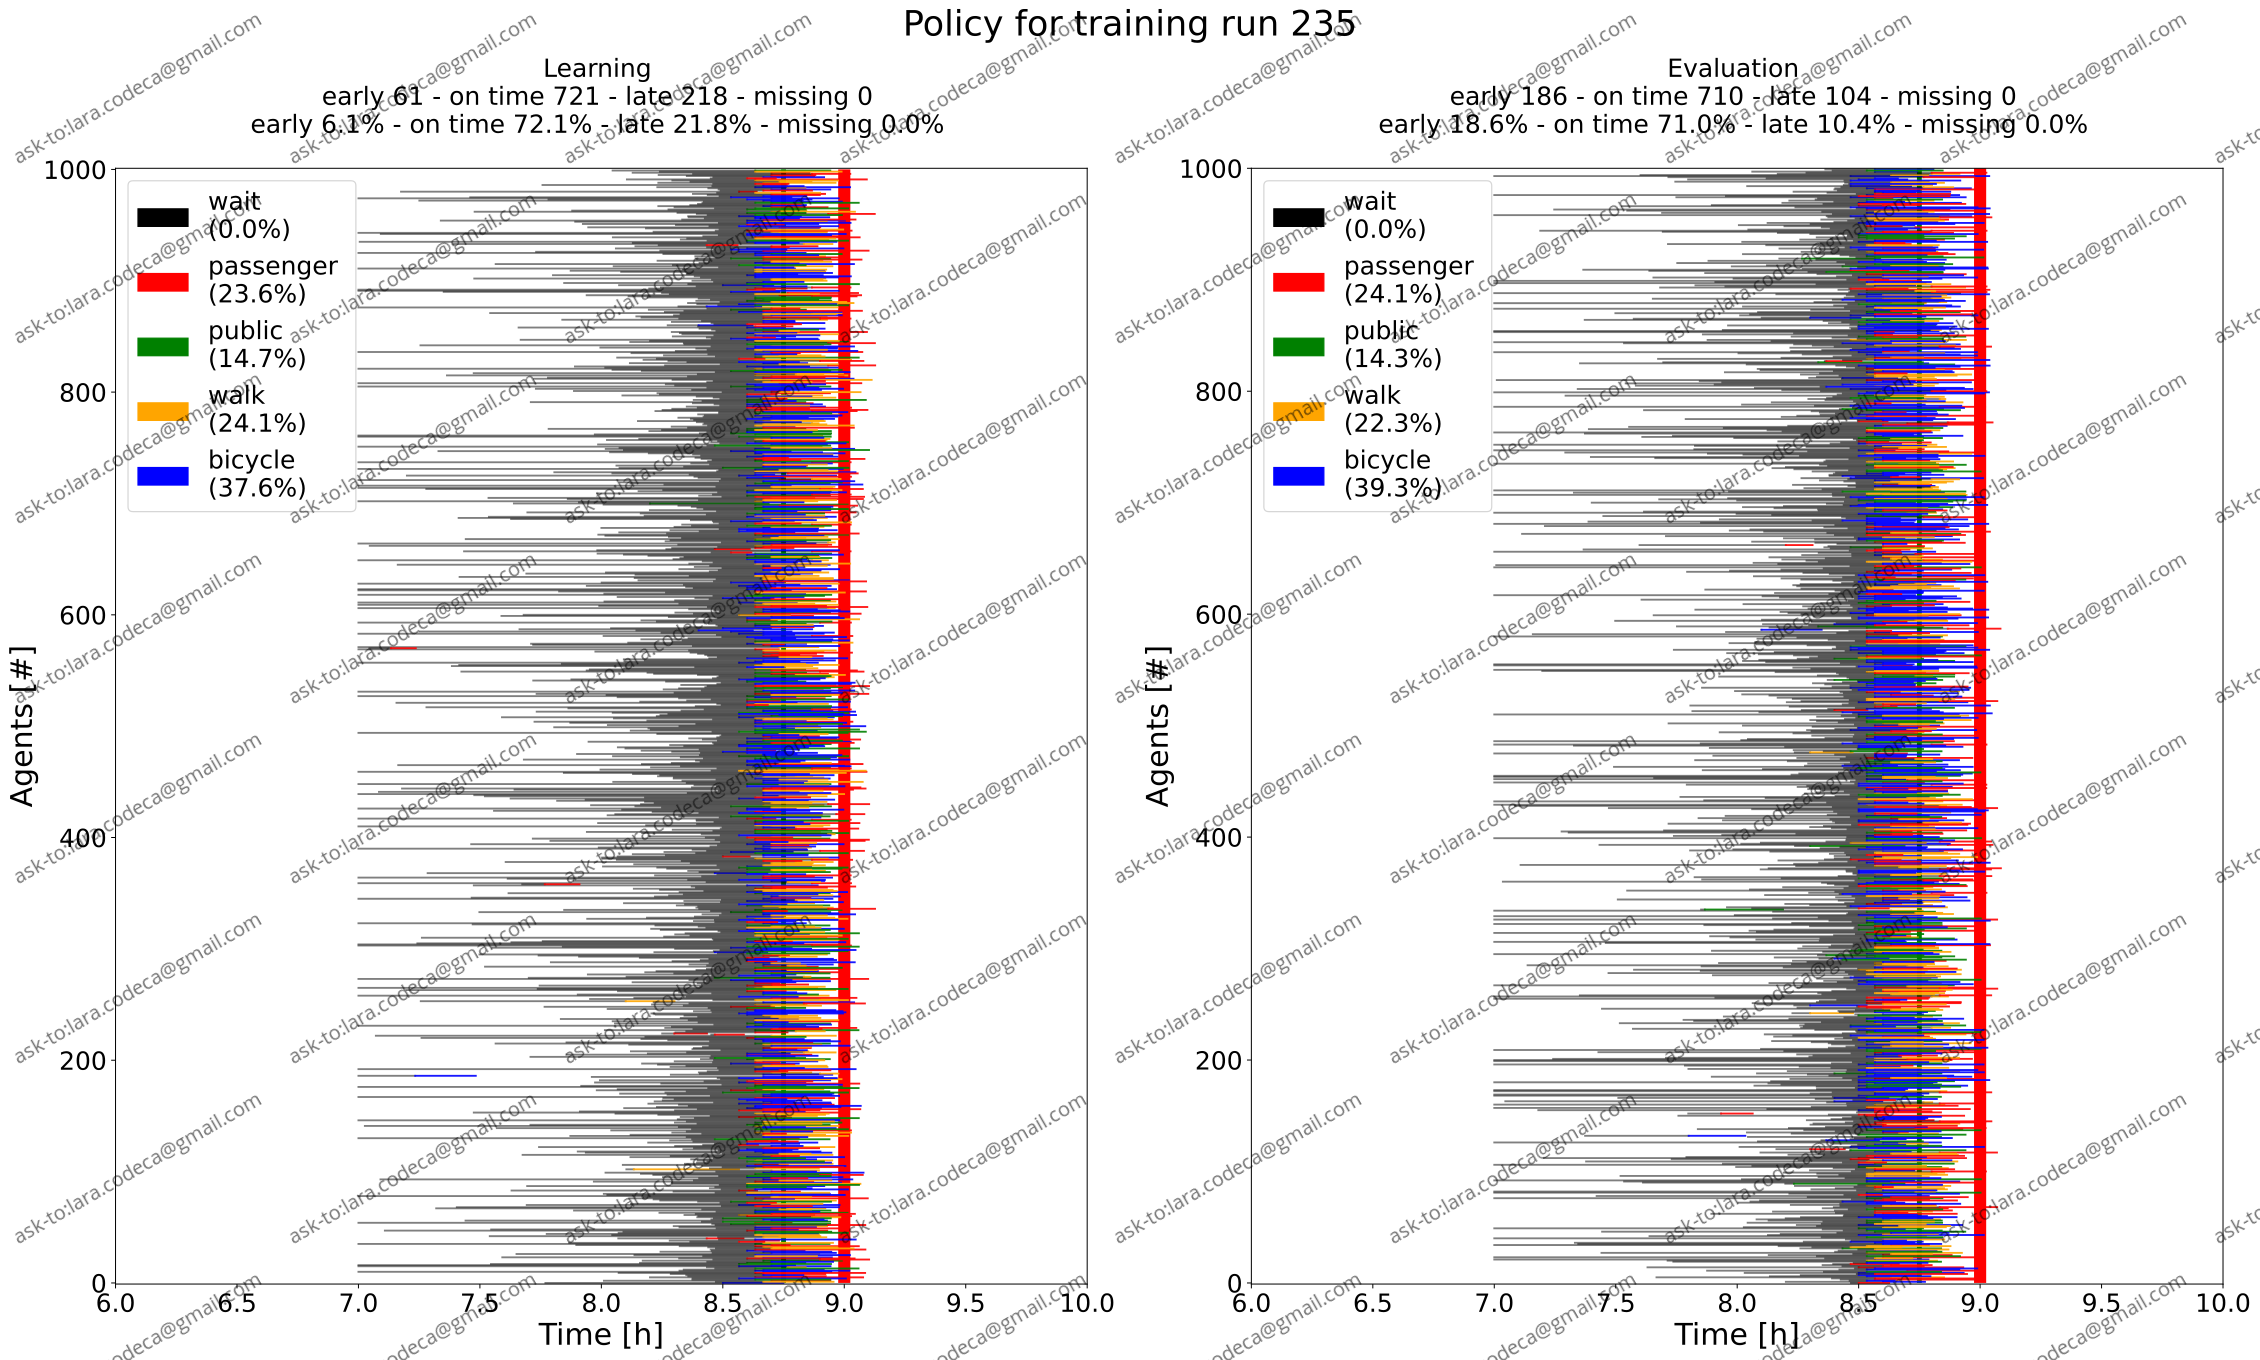 Policy for training run 235
Learning
early 61 - on time 721 - late 218 - missing 0
early 6.1% - on time 72.1% - late 21.8% - missing 0.0%
1000
800
600
400
200
0
Agents [#]
wait
(0.0%)
passenger
(23.6%)
public
(14.7%)
walk
(24.1%)
bicycle
(37.6%)
6.0 6.5 7.0 7.5 8.0 8.5 9.0 9.5 10.0
Time [h]
Evaluation
early 186 - on time 710 - late 104 - missing 0
early 18.6% - on time 71.0% - late 10.4% - missing 0.0%
1000
800
600
400
200
0
Agents [#]
wait
(0.0%)
passenger
(24.1%)
public
(14.3%)
walk
(22.3%)
bicycle
(39.3%)
6.0 6.5 7.0 7.5 8.0 8.5 9.0 9.5 10.0
Time [h]
ask-to:lara.codeca@gmail.com